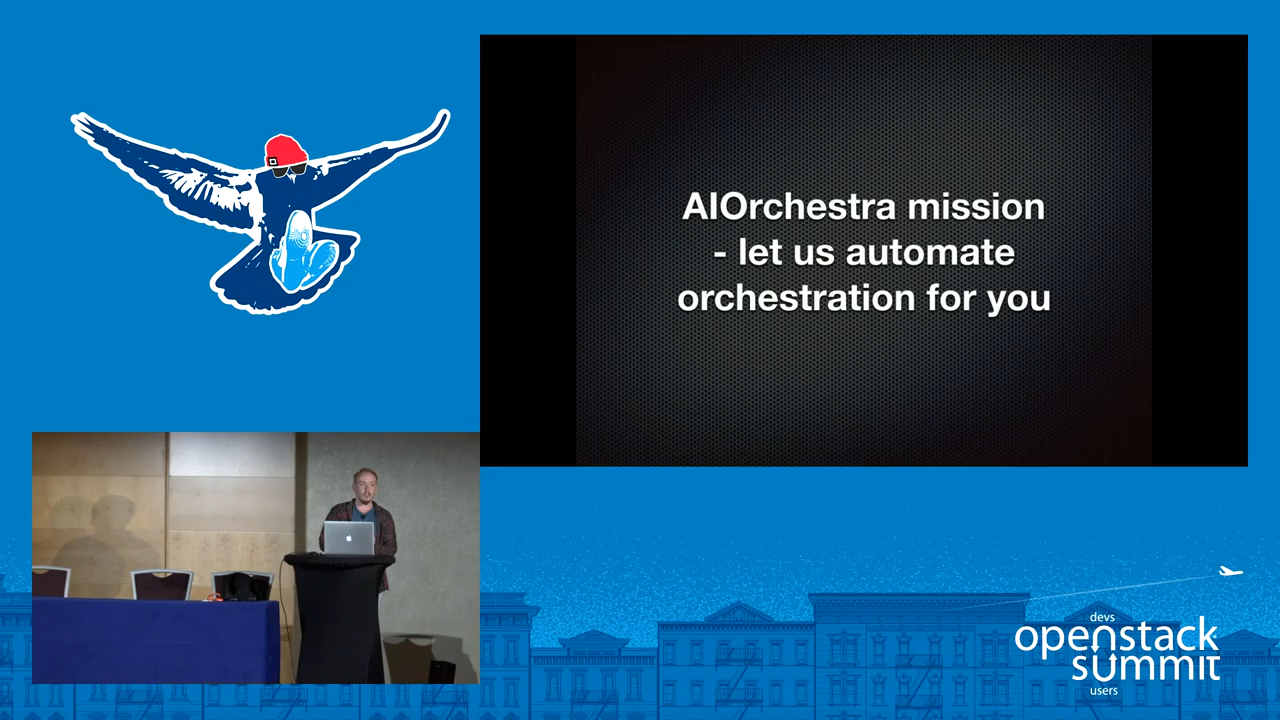 AIOrchestra mission
- let us automate
orchestration for you
devs
openstack
summit
users